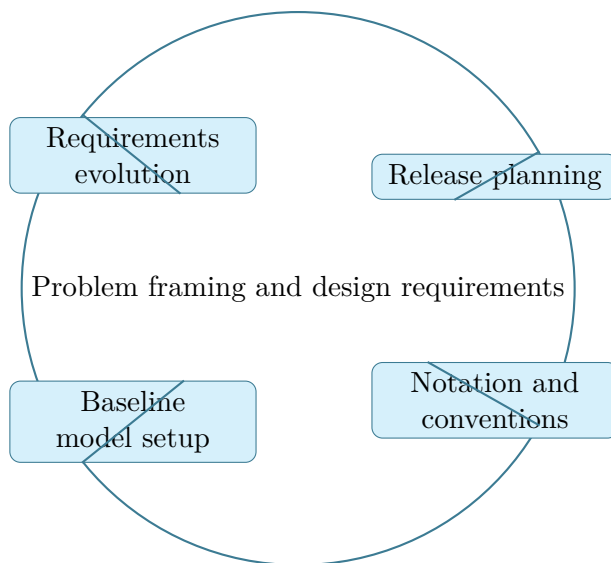 Requirements
evolution
Release planning
Problem framing and design requirements
Baseline
model setup
Notation and
conventions